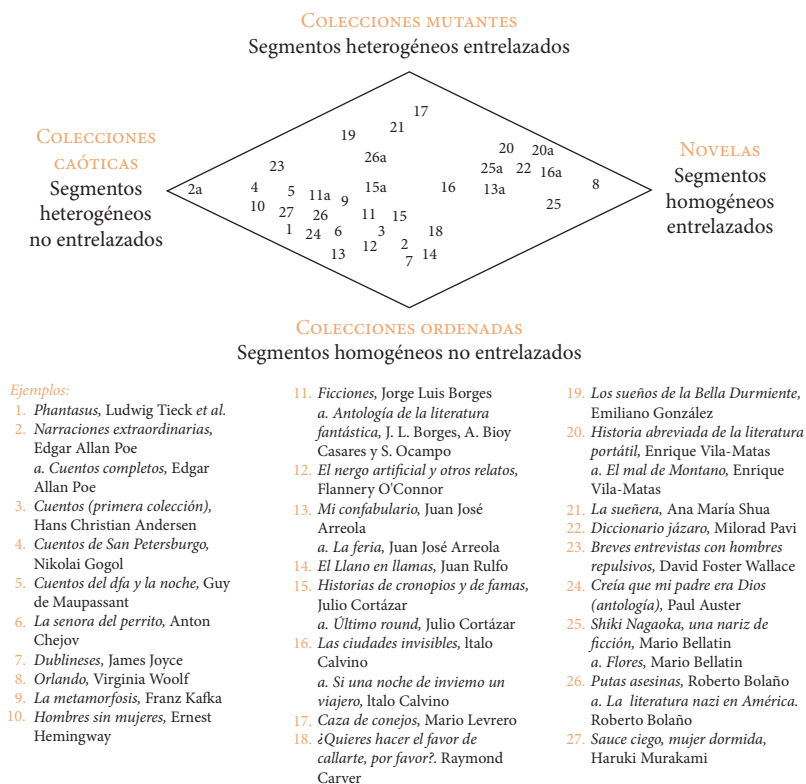 COLECCIONES MUTANTES
Segmentos heterogéneos entrelazados
COLECCIONES
CAÓTICAS
Segmentos
heterogéneos
no entrelazados
17
19
21
26a
23
20
20a
25a
22
16a
2a
4
5
11a
9
15a
16
13a
8
10
27
26
11
15
25
1
24
6
3
18
13
12
2
7
14
NOVELAS
Segmentos
homogéneos
entrelazados
COLECCIONES ORDENADAS
Segmentos homogéneos no entrelazados
Ejemplos:
1. Phantasus, Ludwig Tieck et al.
2. Narraciones extraordinarias,
Edgar Allan Poe
a. Cuentos completos, Edgar
Allan Poe
3. Cuentos (primera colección),
Hans Christian Andersen
4. Cuentos de San Petersburgo,
Nikolai Gogol
5. Cuentos del dfa y la noche, Guy
de Maupassant
6. La senora del perrito, Anton
Chejov
7. Dublineses, James Joyce
8. Orlando, Virginia Woolf
9. La metamorfosis, Franz Kafka
10. Hombres sin mujeres, Ernest
Hemingway
11. Ficciones, Jorge Luis Borges
a. Antología de la literatura
fantástica, J. L. Borges, A. Bioy
Casares y S. Ocampo
12. El nergo artificial y otros relatos,
Flannery O'Connor
13. Mi confabulario, Juan José
Arreola
a. La feria, Juan José Arreola
14. El Llano en llamas, Juan Rulfo
15. Historias de cronopios y de famas,
Julio Cortázar
a. Último round, Julio Cortázar
16. Las ciudades invisibles, ltalo
Calvino
a. Si una noche de inviemo un
viajero, ltalo Calvino
17. Caza de conejos, Mario Levrero
18. ¿Quieres hacer el favor de
callarte, por favor?. Raymond
Carver
19. Los sueños de la Bella Durmiente,
Emiliano González
20. Historia abreviada de la literatura
portátil, Enrique Vila-Matas
a. El mal de Montano, Enrique
Vila-Matas
21. La sueñera, Ana María Shua
22. Diccionario jázaro, Milorad Pavi
23. Breves entrevistas con hombres
repulsivos, David Foster Wallace
24. Creía que mi padre era Dios
(antología), Paul Auster
25. Shiki Nagaoka, una nariz de
ficción, Mario Bellatin
a. Flores, Mario Bellatin
26. Putas asesinas, Roberto Bolaño
a. La literatura nazi en América.
Roberto Bolaño
27. Sauce ciego, mujer dormida,
Haruki Murakami